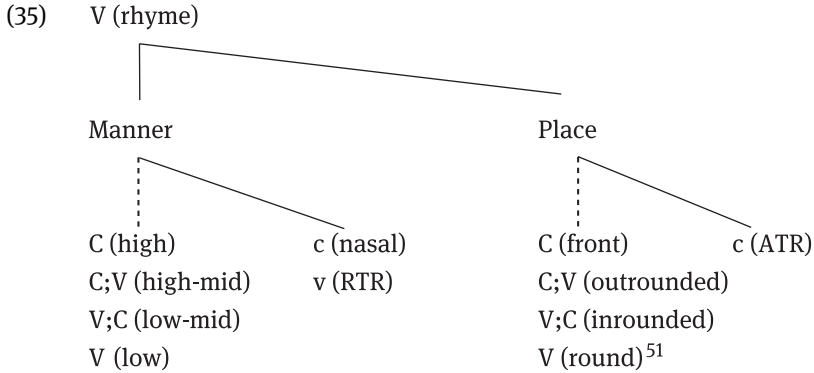 (35) V (rhyme)
Manner Place
C (high) c (nasal) C (front) c (ATR)
C;V (high-mid) v (RTR) C;V (outrounded)
V;C (low-mid) V;C (inrounded)
V (low) V (round)51